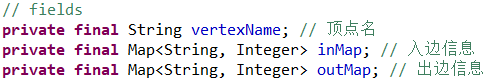 // fields
private final String vertexName; // 顶点名
private final Map<String, Integer> inMap; // 入边信息
private final Map<String, Integer> outMap; // 出边信息